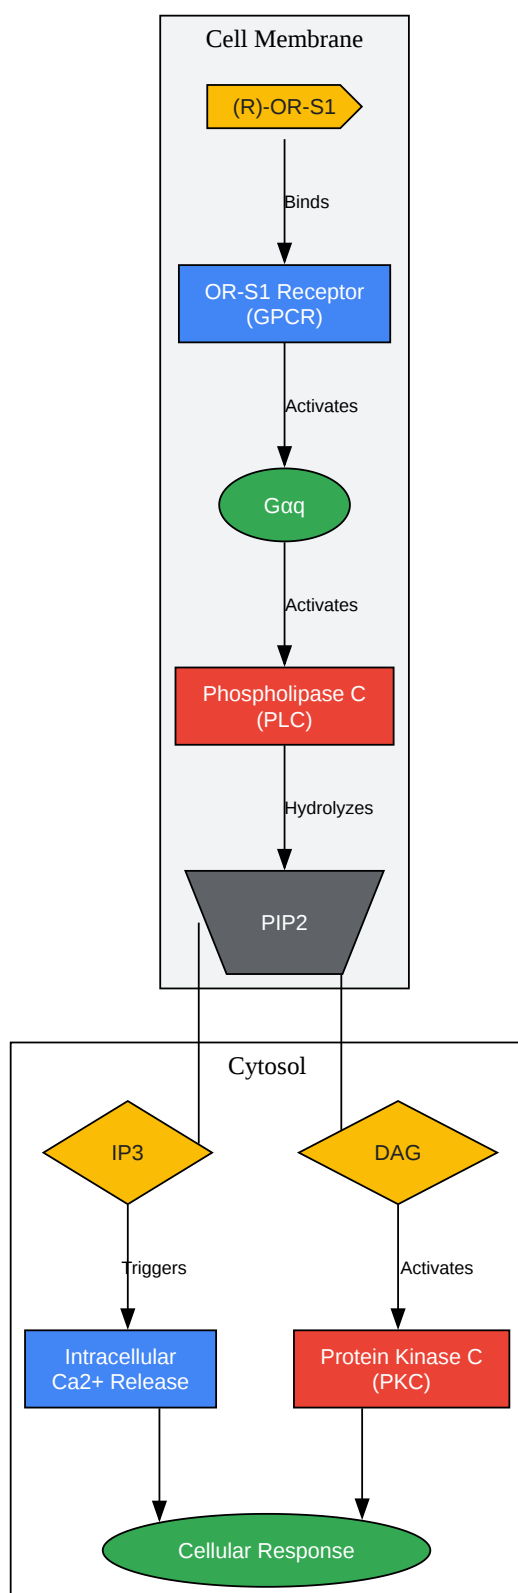 Cell Membrane
(R)-OR-S1
Binds
OR-S1 Receptor
(GPCR)
Activates
Gαq
Activates
Phospholipase C
(PLC)
Hydrolyzes
PIP2
Cytosol
IP3
DAG
Triggers
Activates
Intracellular
Ca2+ Release
Protein Kinase C
(PKC)
Cellular Response